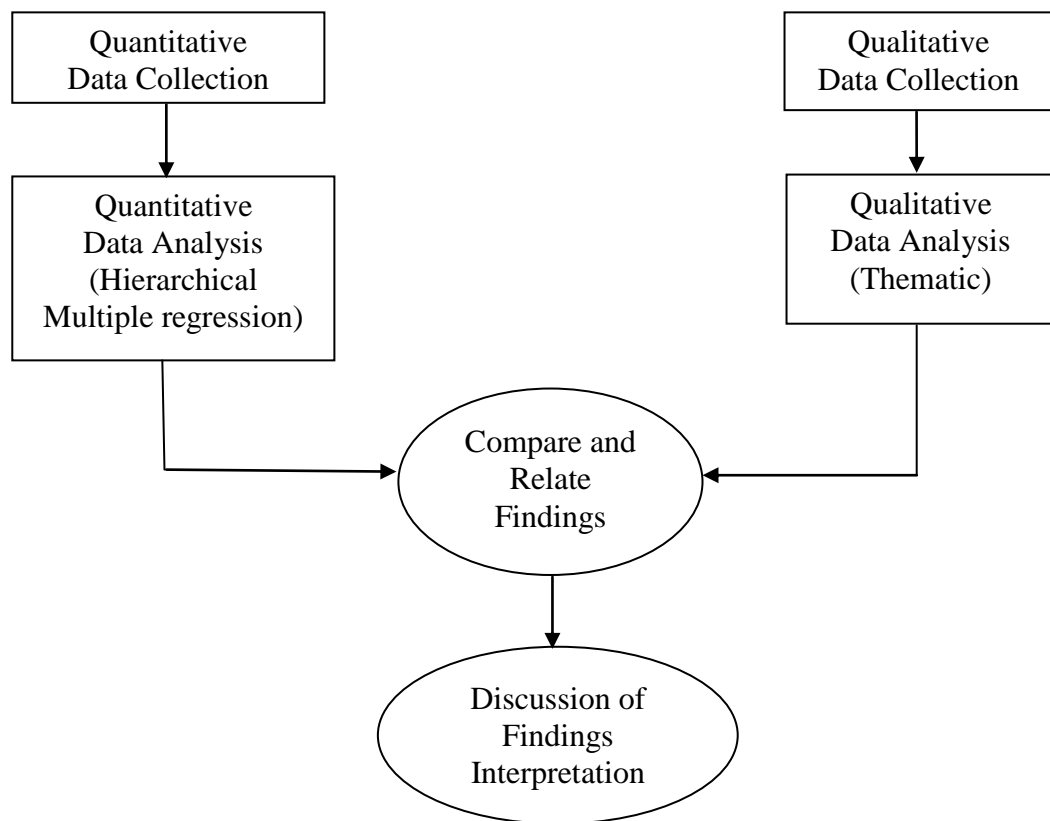 Quantitative
Data Collection
Qualitative
Data Collection
Quantitative
Data Analysis
(Hierarchical
Multiple regression)
Qualitative
Data Analysis
(Thematic)
Compare and
Relate
Findings
Discussion of
Findings
Interpretation